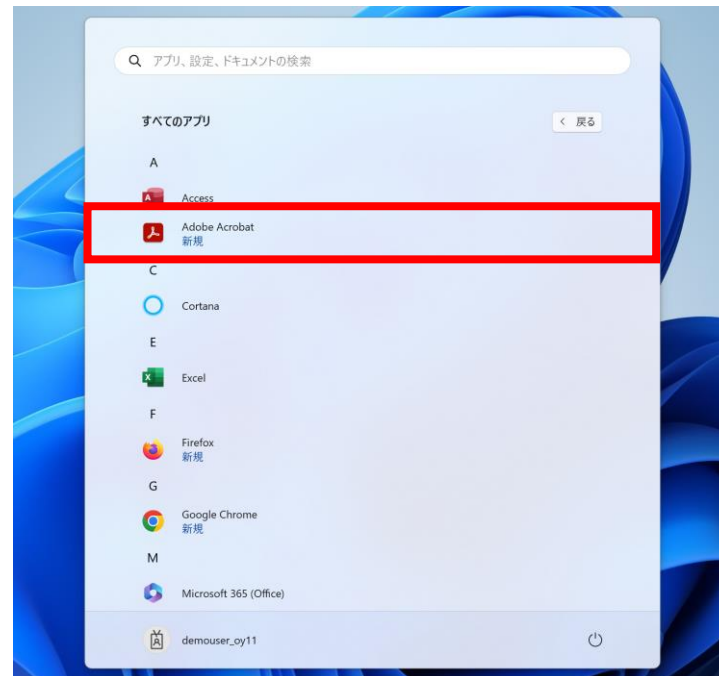 アプリ、設定、ドキュメントの検索
すべてのアプリ
戻る
A
Access
Adobe Acrobat
新規
C
Cortana
E
Excel
F
Firefox
新規
G
Google Chrome
新規
M
Microsoft 365 (Office)
demouser_oy11